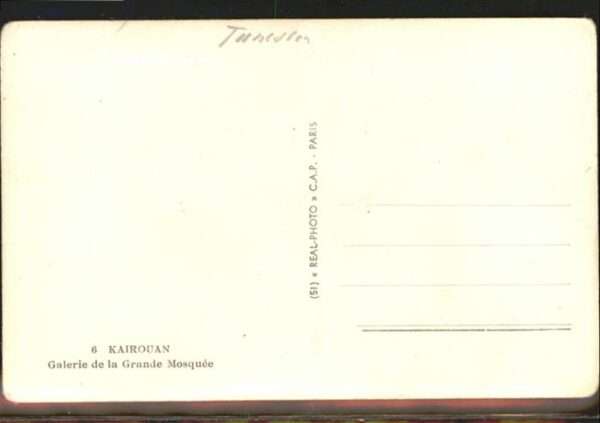 Tunesien
(51) « REAL-PHOTO » C.A.P. - PARIS
6 KAIROUAN
Galerie de la Grande Mosquée